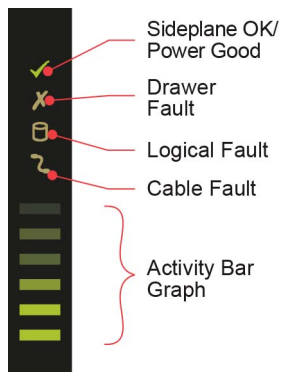 Sideplane OK/
Power Good
Drawer
Fault
Logical Fault
Cable Fault
Activity Bar
Graph